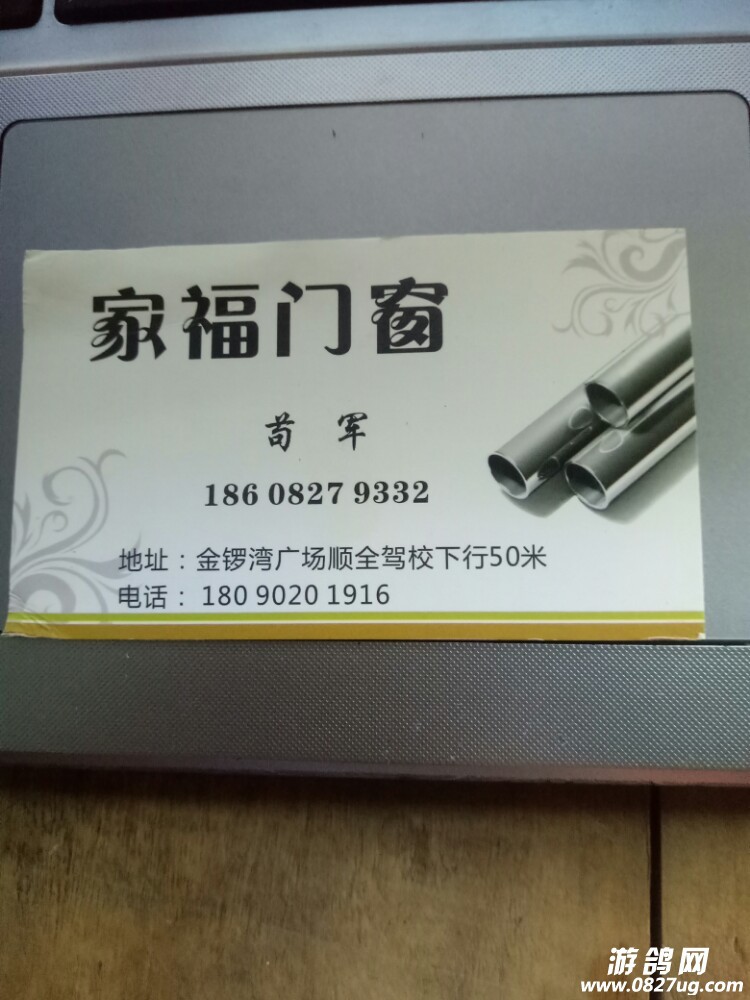 家福门窗
苟军
186 0827 9332
地址：金锣湾广场顺全驾校下行50米
电话：180 9020 1916
游鸽网
www.0827ug.com